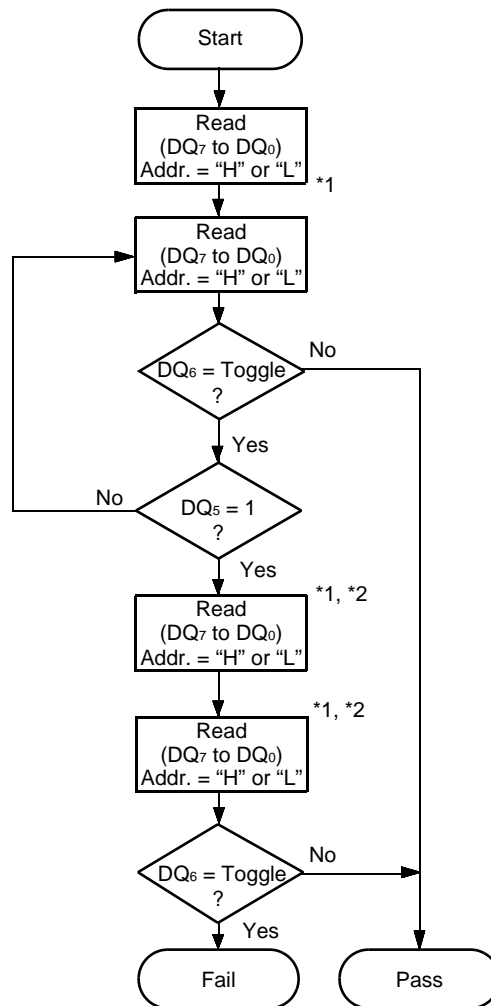 Start
Read
(DQ7 to DQ0)
Addr. = “H” or “L”
*1
Read
(DQ7 to DQ0)
Addr. = “H” or “L”
No
DQ6 = Toggle
?
Yes
No
DQ5 = 1
?
Yes
*1, *2
Read
(DQ7 to DQ0)
Addr. = “H” or “L”
*1, *2
Read
(DQ7 to DQ0)
Addr. = “H” or “L”
No
DQ6 = Toggle
?
Yes
Fail
Pass